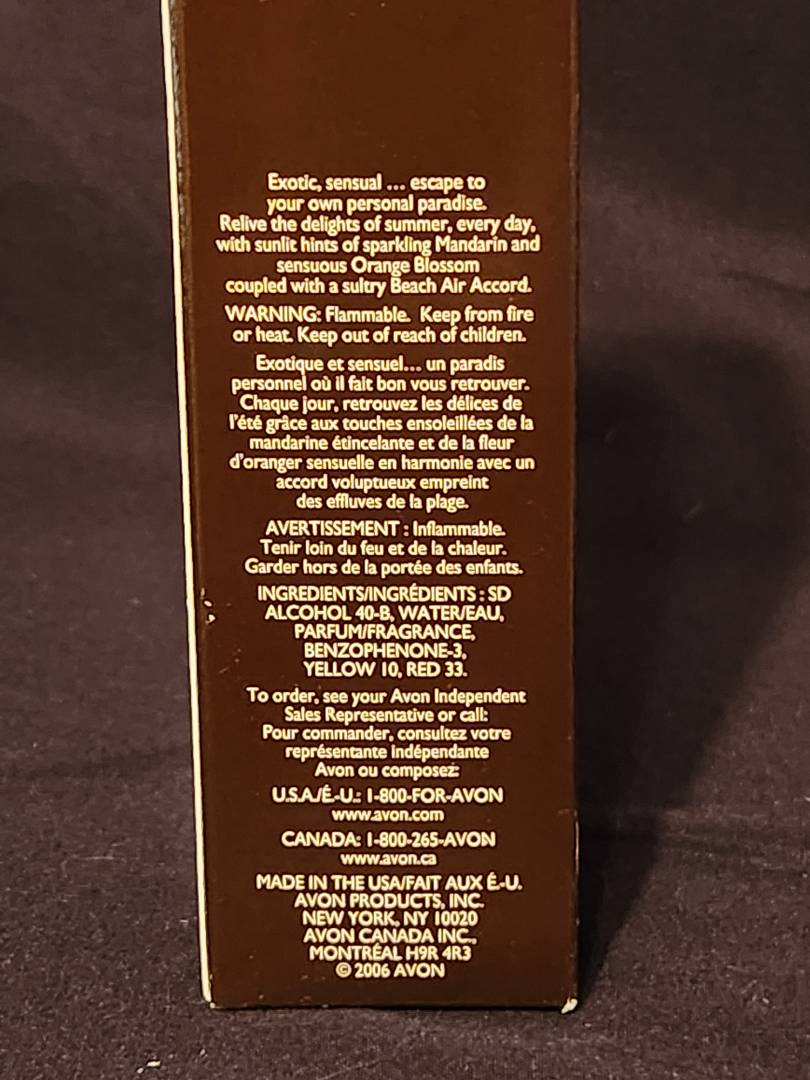 Exotic, sensual ... escape to
your own personal paradise.
Relive the delights of summer, every day,
with sunlit hints of sparkling Mandarin and
sensuous Orange Blossom
coupled with a sultry Beach Air Accord.
WARNING: Flammable. Keep from fire
or heat. Keep out of reach of children.
Exotique et sensuel... un paradis
personnel où il fait bon vous retrouver.
Chaque jour, retrouvez les délices de
l'été grâce aux touches ensoleillées de la
mandarine étincelante et de la fleur
d'oranger sensuelle en harmonie avec un
accord voluptueux empreint
des effluves de la plage.
AVERTISSEMENT : Inflammable.
Tenir loin du feu et de la chaleur.
Garder hors de la portée des enfants.
INGREDIENTS/INGRÉDIENTS : SD
ALCOHOL 40-B, WATER/EAU,
PARFUM/FRAGRANCE,
BENZOPHENONE-3,
YELLOW 10, RED 33.
To order, see your Avon Independent
Sales Representative or call:
Pour commander, consultez votre
représentante indépendante
Avon ou composez:
U.S.A./É.-U.: 1-800-FOR-AVON
www.avon.com
CANADA: 1-800-265-AVON
www.avon.ca
MADE IN THE USA/FAIT AUX É.-U.
AVON PRODUCTS, INC.
NEW YORK, NY 10020
AVON CANADA INC.,
MONTRÉAL H9R 4R3
© 2006 AVON